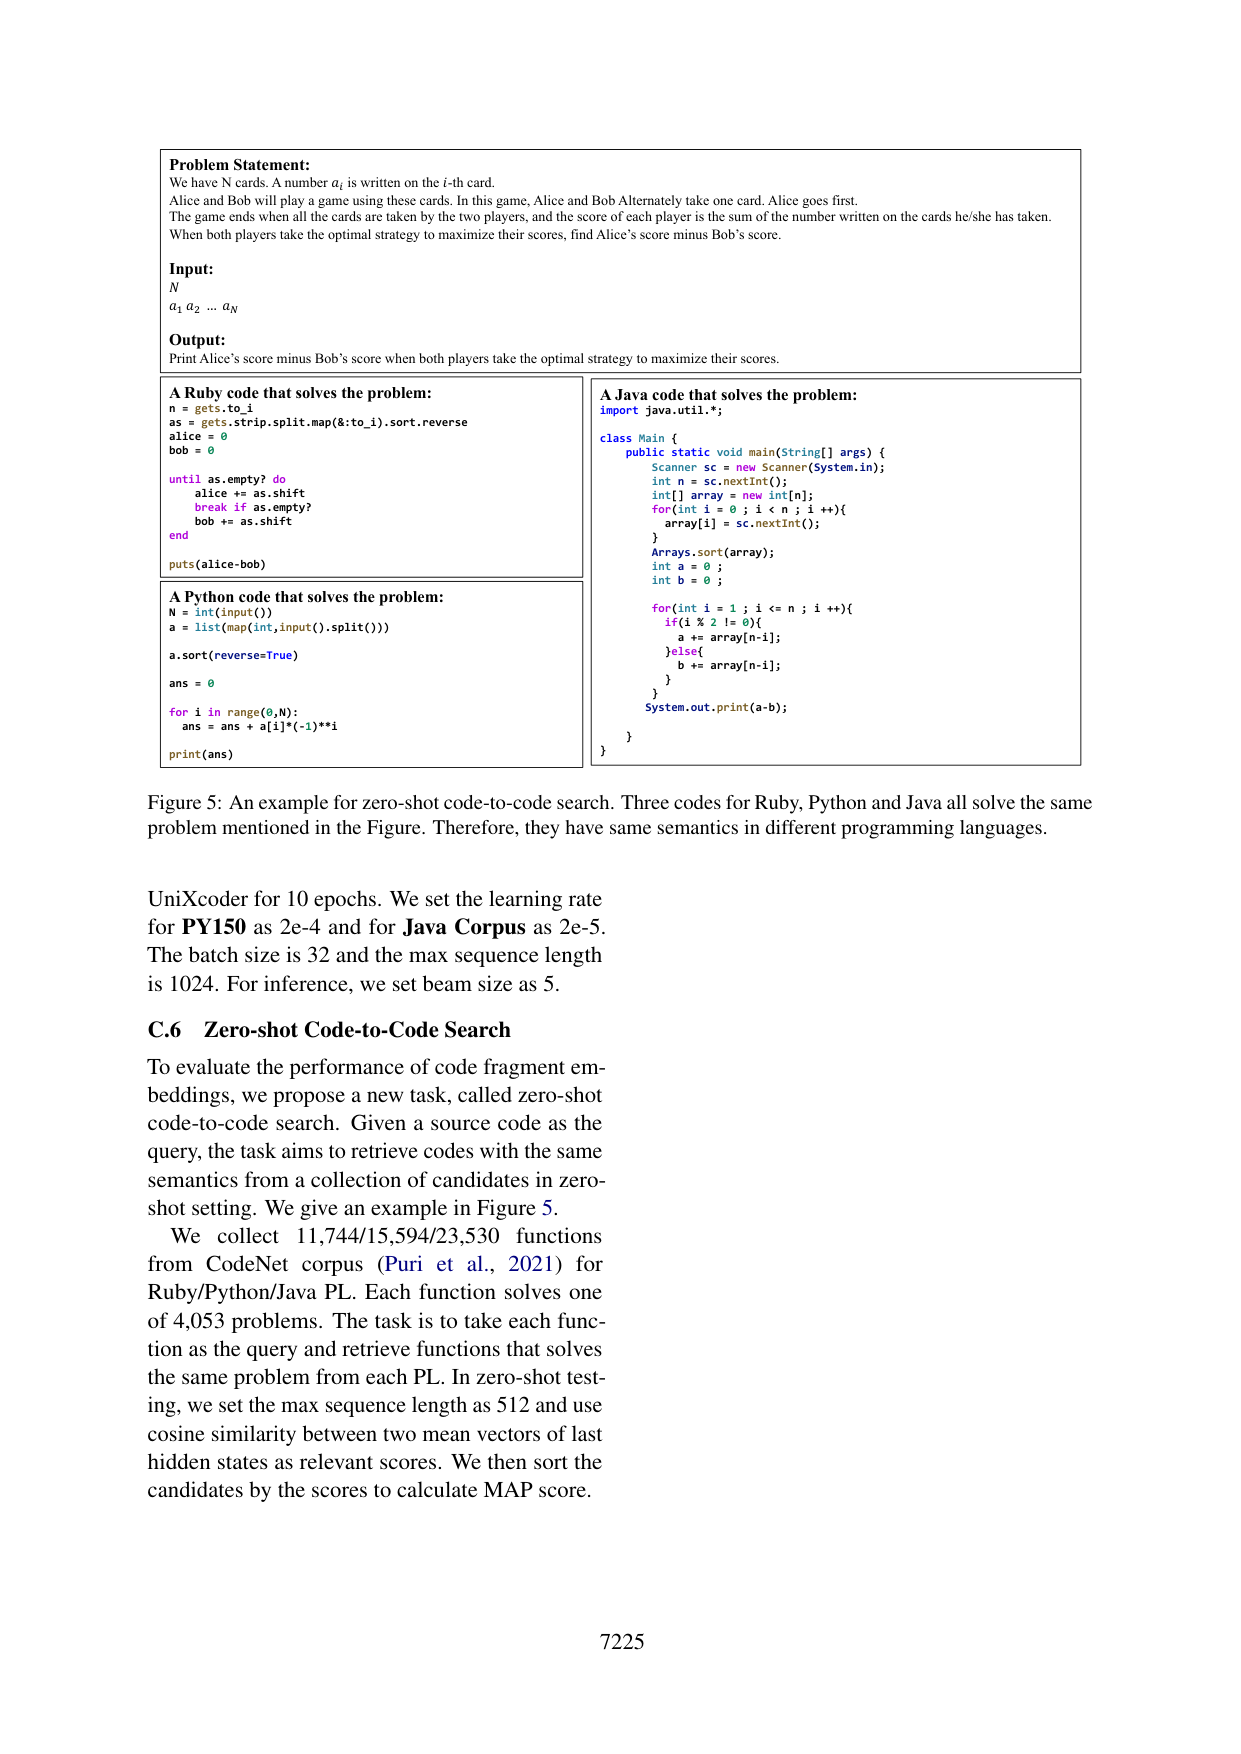 Problem Statement:
We have N cards. A number a_i is written on the i-th card.
Alice and Bob will play a game using these cards. In this game, Alice and Bob Alternately take one card. Alice goes first.
The game ends when all the cards are taken by the two players, and the score of each player is the sum of the number written on the cards he/she has taken.
When both players take the optimal strategy to maximize their scores, find Alice's score minus Bob's score.
Input:
N
a_1 a_2 … a_N
Output:
Print Alice's score minus Bob's score when both players take the optimal strategy to maximize their scores.
A Ruby code that solves the problem:
n = gets.to_i
as = gets.strip.split.map(&:to_i).sort.reverse
alice = 0
bob = 0
until as.empty? do
    alice += as.shift
    break if as.empty?
    bob += as.shift
end
puts(alice-bob)
A Python code that solves the problem:
N = int(input())
a = list(map(int,input().split()))
a.sort(reverse=True)
ans = 0
for i in range(0,N):
  ans = ans + a[i]*(-1)**i
print(ans)
A Java code that solves the problem:
import java.util.*;
class Main {
    public static void main(String[] args) {
        Scanner sc = new Scanner(System.in);
        int n = sc.nextInt();
        int[] array = new int[n];
        for(int i = 0 ; i < n ; i ++){
          array[i] = sc.nextInt();
        }
        Arrays.sort(array);
        int a = 0 ;
        int b = 0 ;
        for(int i = 1 ; i <= n ; i ++){
          if(i % 2 != 0){
            a += array[n-i];
          }else{
            b += array[n-i];
          }
        }
       System.out.print(a-b);
    }
}
Figure 5: An example for zero-shot code-to-code search. Three codes for Ruby, Python and Java all solve the same
problem mentioned in the Figure. Therefore, they have same semantics in different programming languages.
UniXcoder for 10 epochs. We set the learning rate
for PY150 as 2e-4 and for Java Corpus as 2e-5.
The batch size is 32 and the max sequence length
is 1024. For inference, we set beam size as 5.
C.6 Zero-shot Code-to-Code Search
To evaluate the performance of code fragment em-
beddings, we propose a new task, called zero-shot
code-to-code search. Given a source code as the
query, the task aims to retrieve codes with the same
semantics from a collection of candidates in zero-
shot setting. We give an example in Figure 5.
We collect 11,744/15,594/23,530 functions
from CodeNet corpus (Puri et al., 2021) for
Ruby/Python/Java PL. Each function solves one
of 4,053 problems. The task is to take each func-
tion as the query and retrieve functions that solves
the same problem from each PL. In zero-shot test-
ing, we set the max sequence length as 512 and use
cosine similarity between two mean vectors of last
hidden states as relevant scores. We then sort the
candidates by the scores to calculate MAP score.
7225